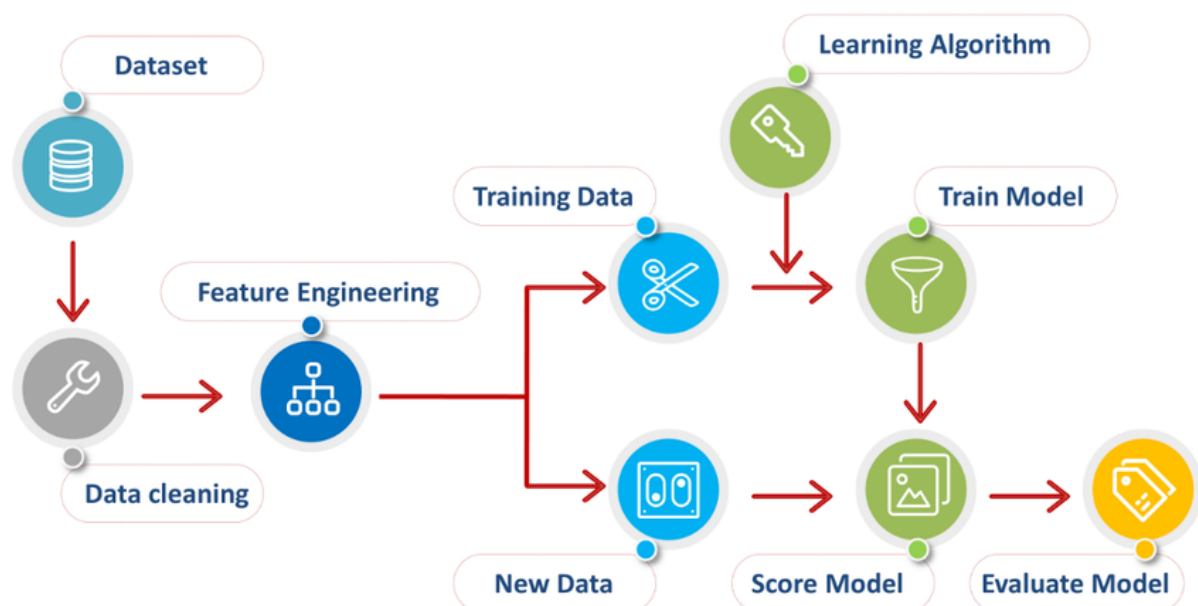 Dataset
Learning Algorithm
Training Data
Train Model
Feature Engineering
Data cleaning
New Data
Score Model
Evaluate Model